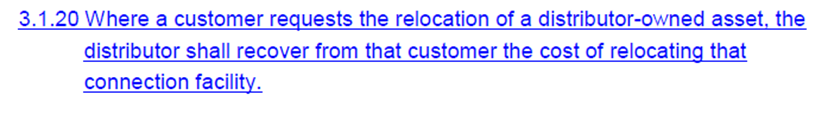 3.1.20 Where a customer requests the relocation of a distributor-owned asset, the
distributor shall recover from that customer the cost of relocating that
connection facility.